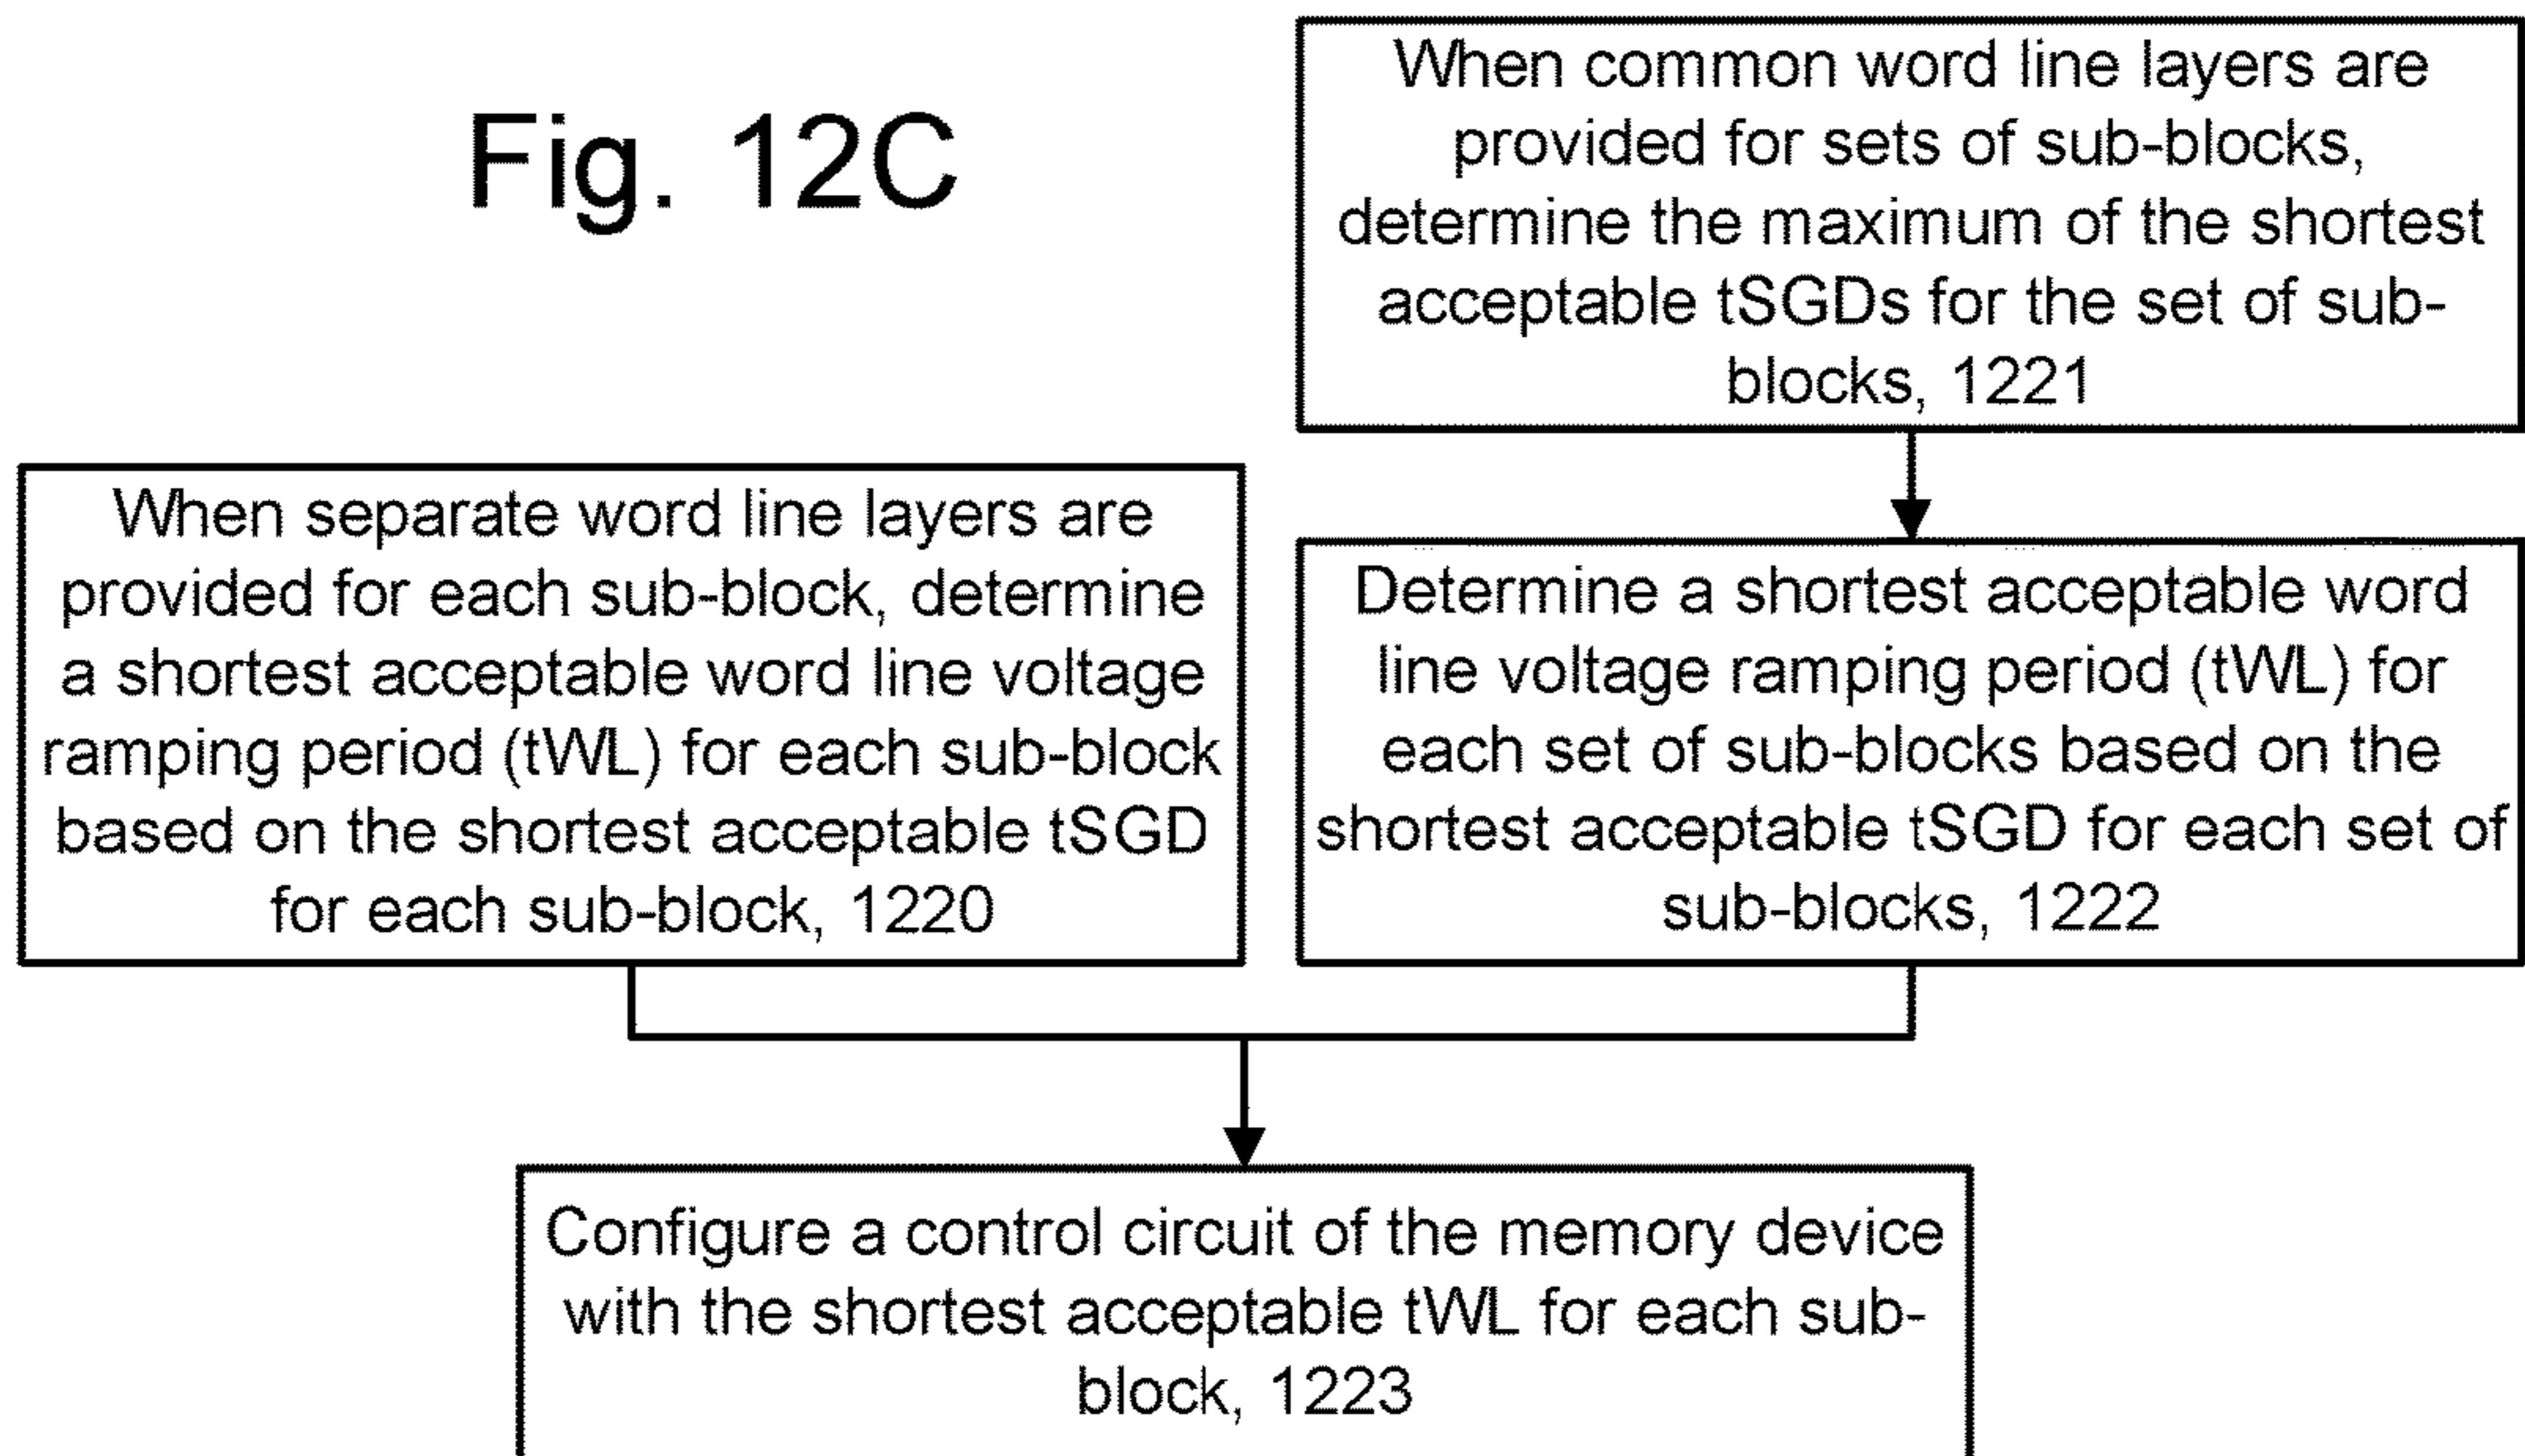 Fig. 12C
When common word line layers are
provided for sets of sub-blocks,
determine the maximum of the shortest
acceptable tSGDs for the set of sub-
blocks, 1221
When separate word line layers are
provided for each sub-block, determine
a shortest acceptable word line voltage
ramping period (tWL) for each sub-block
based on the shortest acceptable tSGD
for each sub-block, 1220
Determine a shortest acceptable word
line voltage ramping period (tWL) for
each set of sub-blocks based on the
shortest acceptable tSGD for each set of
sub-blocks, 1222
Configure a control circuit of the memory device
with the shortest acceptable tWL for each sub-
block, 1223